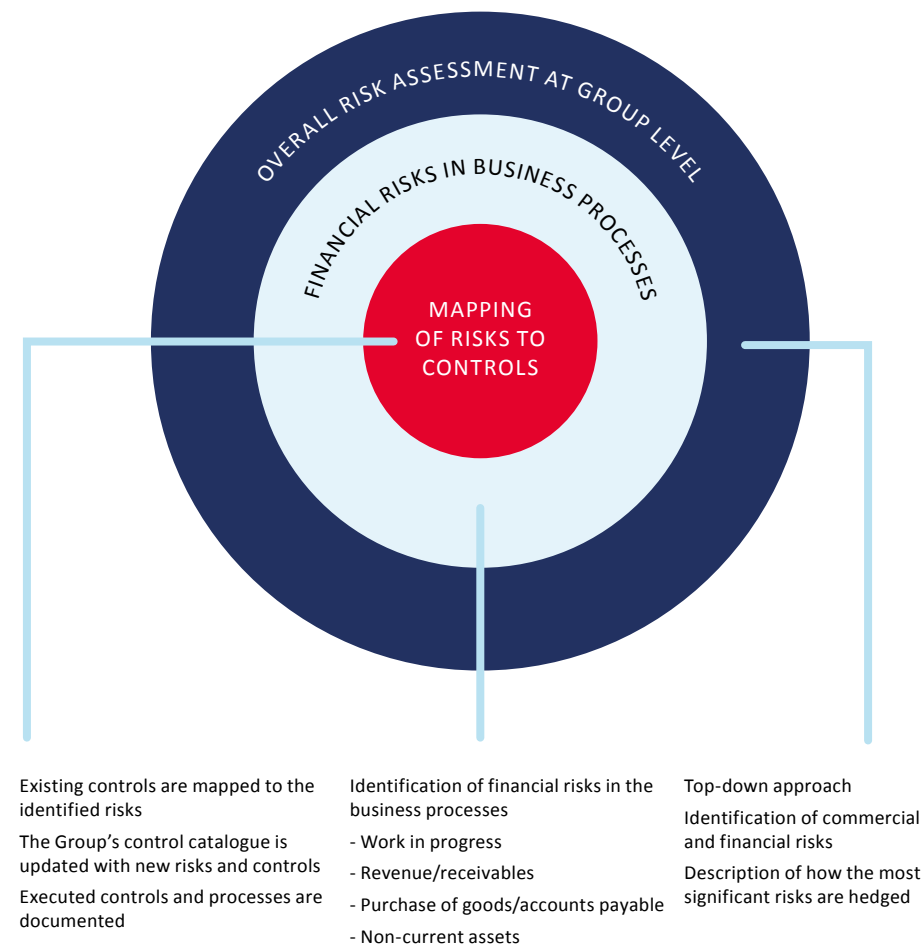 OVERALL RISK ASSESSMENT AT GROUP LEVEL
FINANCIAL RISKS IN BUSINESS PROCESSES
MAPPING
OF RISKS TO
CONTROLS
Existing controls are mapped to the
identified risks
The Group's control catalogue is
updated with new risks and controls
Executed controls and processes are
documented
Identification of financial risks in the
business processes
- Work in progress
- Revenue/receivables
- Purchase of goods/accounts payable
- Non-current assets
Top-down approach
Identification of commercial
and financial risks
Description of how the most
significant risks are hedged